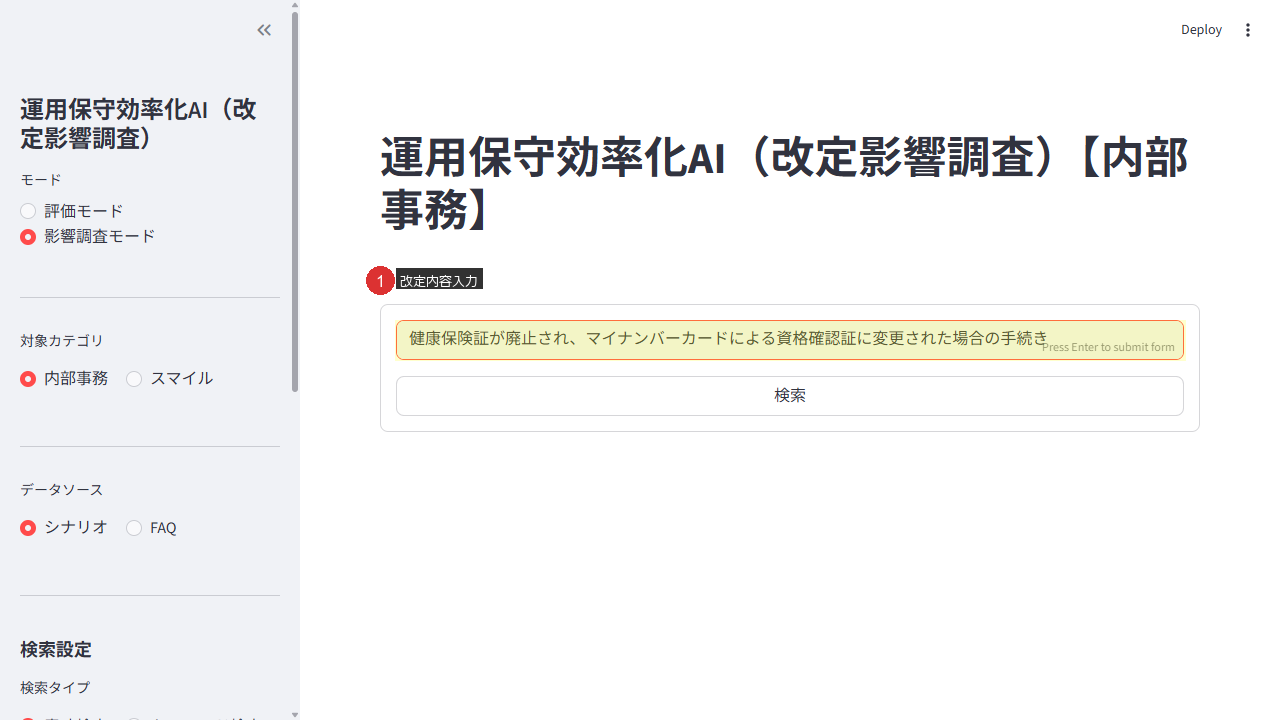 Deploy
運用保守効率化AI（改
定影響調査）
モード
評価モード
影響調査モード
対象カテゴリ
内部事務 スマイル
データソース
シナリオ FAQ
検索設定
検索タイプ
運用保守効率化AI（改定影響調査）【内部
事務】
1 改定内容入力
健康保険証が廃止され、マイナンバーカードによる資格確認証に変更された場合の手続き
Press Enter to submit form
検索